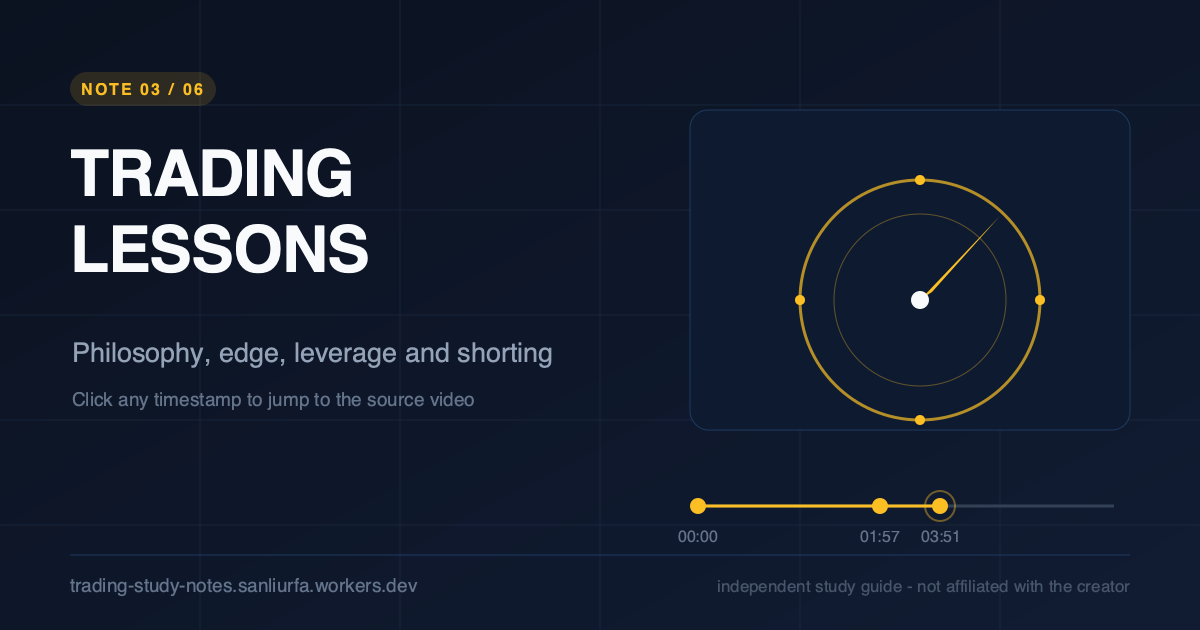 NOTE 03 / 06
TRADING
LESSONS
Philosophy, edge, leverage and shorting
Click any timestamp to jump to the source video
00:00
01:57
03:51
trading-study-notes.sanliurfa.workers.dev
independent study guide - not affiliated with the creator